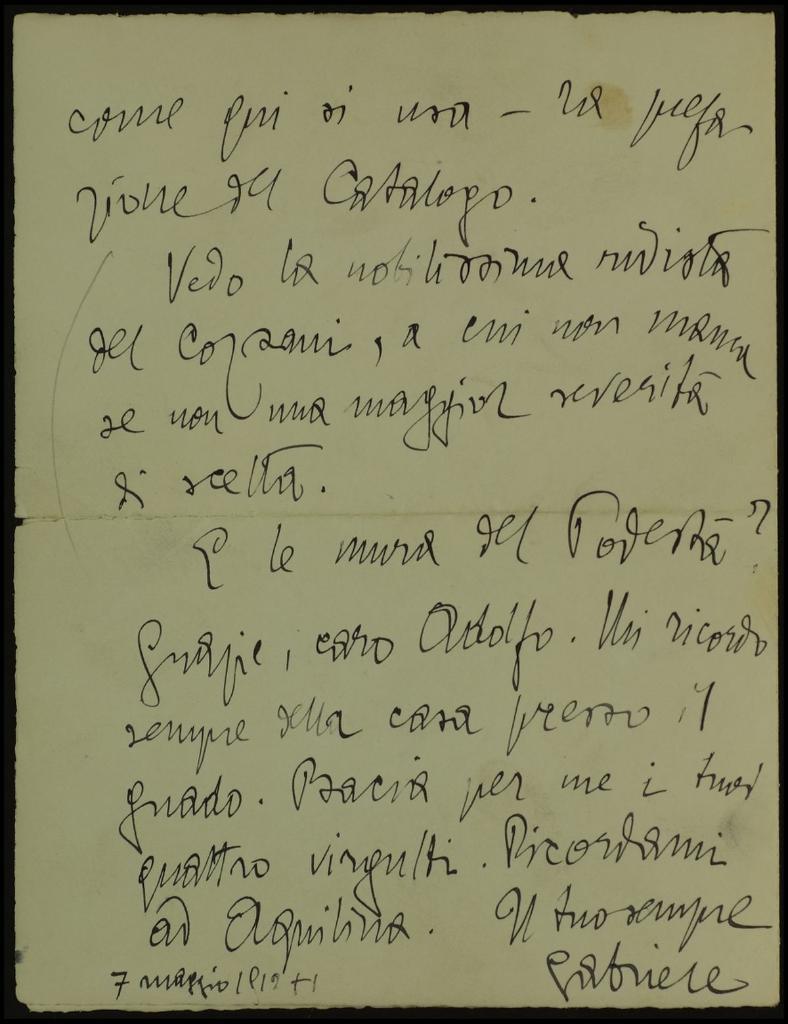 come qui si usa – la prefa
zione del Catalogo.
Vedo la nobilissima rivista
del Cozzani, a cui non manca
se non una maggior severità
di scelta.
E le mura del Podestà?
Grazie, caro Adolfo. Mi ricordo
sempre della casa presso il
guado. Bacia per me i tuoi
quattro virgulti. Ricordami
ad Aquilina. Il tuo sempre
Gabriele
7 maggio